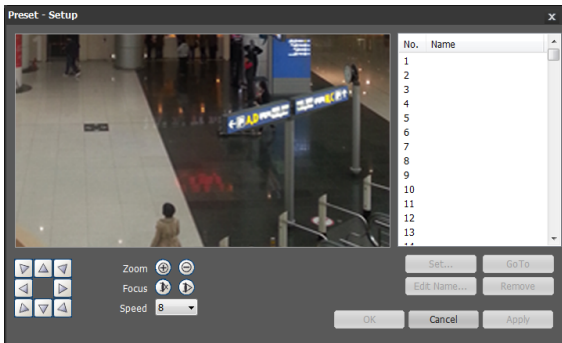 Preset - Setup
x
No. Name
1
2
3
4
5
6
7
8
9
10
11
12
13
A,D
B,C
Zoom
Focus
Speed 8
Set... GoTo
Edit Name... Remove
OK Cancel Apply